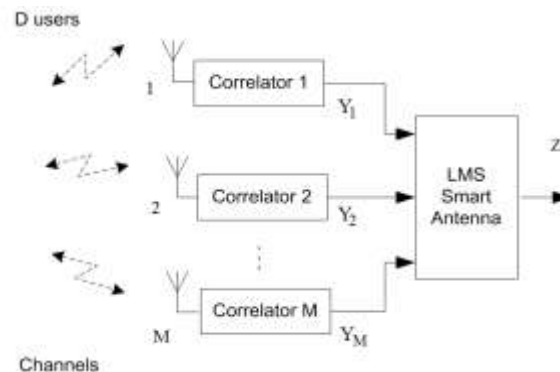 D users
1
Correlator 1
Y1
Z
LMS
Smart
Antenna
2
Correlator 2
Y2
M
Correlator M
YM
Channels